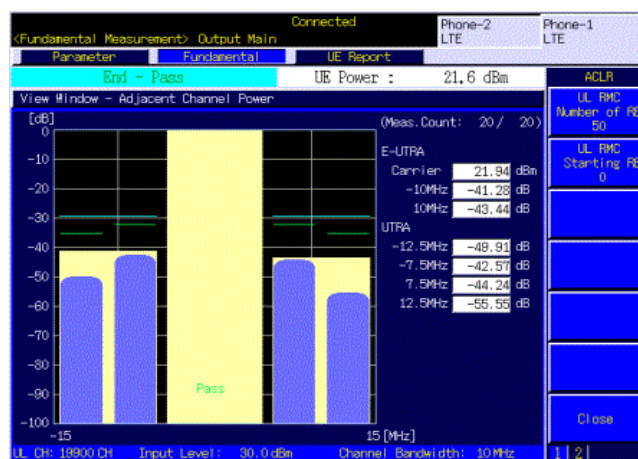 Connected
Phone-2
LTE
Phone-1
LTE
<Fundamental Measurement> Output Main
Parameter
Fundamental
UE Report
End - Pass
UE Power : 21.6 dBm
ACLR
View Window - Adjacent Channel Power
UL RMC
Number of RB
50
[dB]
(Meas.Count: 20/ 20)
UL RMC
Starting RB
0
E-UTRA
Carrier 21.94 dBm
-10MHz -41.28 dB
10MHz -43.44 dB
UTRA
-12.5MHz -49.91 dB
-7.5MHz -42.57 dB
7.5MHz -44.24 dB
12.5MHz -55.55 dB
0
-10
-20
-30
-40
-50
-60
-70
-80
-90
-100
Pass
-15
15 [MHz]
Close
UL CH: 19900 CH Input Level: 30.0 dBm Channel Bandwidth: 10 MHz
1 2